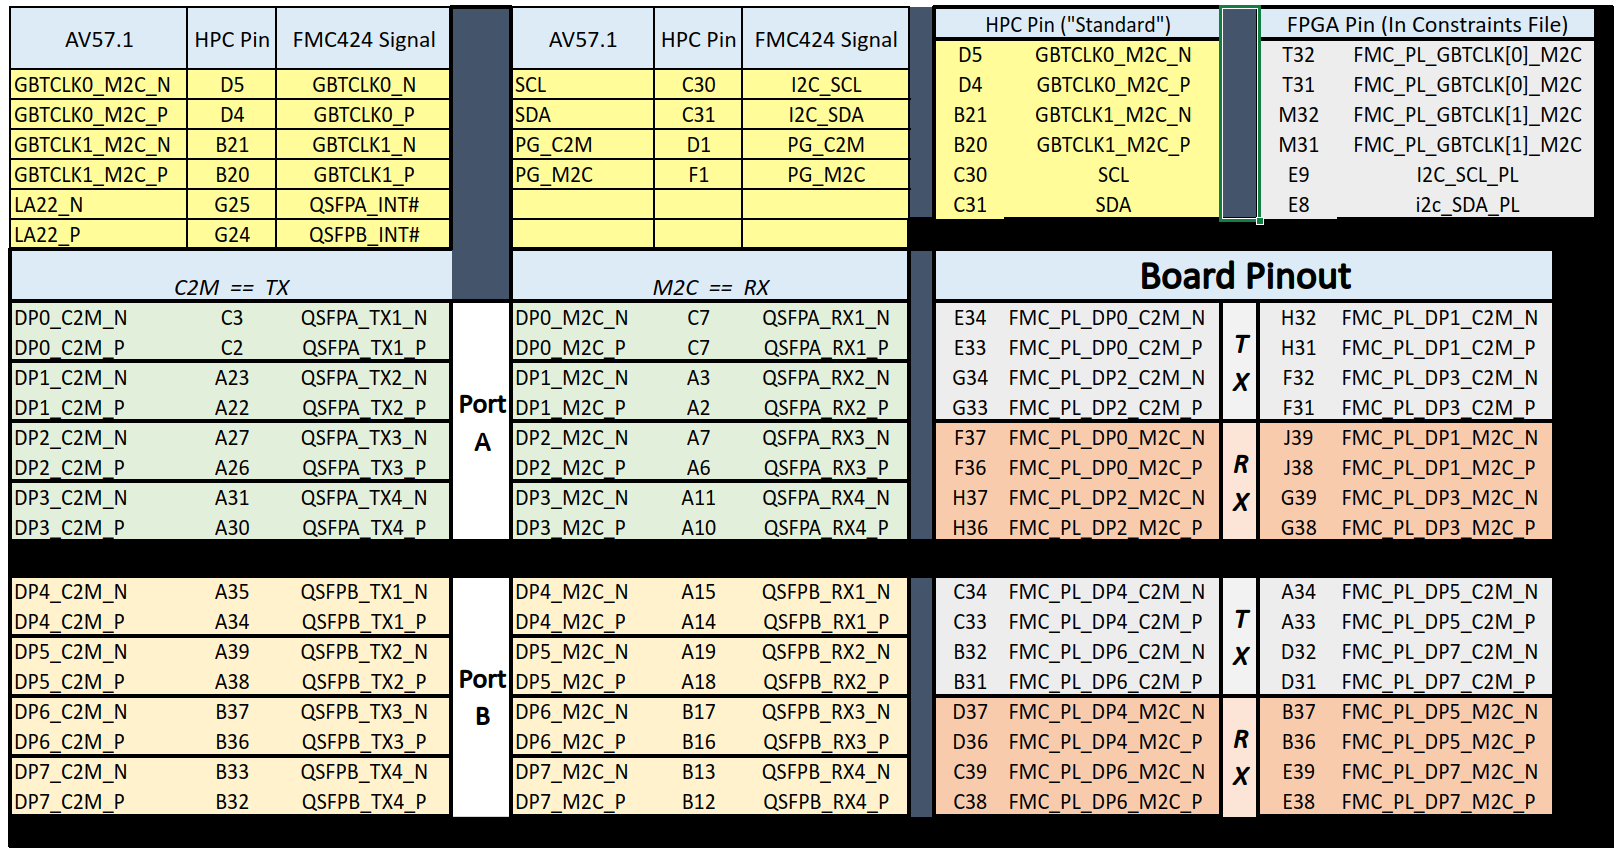 AV57.1 HPC Pin FMC424 Signal AV57.1 HPC Pin FMC424 Signal HPC Pin ("Standard") FPGA Pin (In Constraints File)
D5 GBTCLK0_M2C_N T32 FMC_PL_GBTCLK[0]_M2C
GBTCLK0_M2C_N D5 GBTCLK0_N SCL C30 I2C_SCL D4 GBTCLK0_M2C_P T31 FMC_PL_GBTCLK[0]_M2C
GBTCLK0_M2C_P D4 GBTCLK0_P SDA C31 I2C_SDA B21 GBTCLK1_M2C_N M32 FMC_PL_GBTCLK[1]_M2C
GBTCLK1_M2C_N B21 GBTCLK1_N PG_C2M D1 PG_C2M B20 GBTCLK1_M2C_P M31 FMC_PL_GBTCLK[1]_M2C
GBTCLK1_M2C_P B20 GBTCLK1_P PG_M2C F1 PG_M2C C30 SCL E9 I2C_SCL_PL
LA22_N G25 QSFPA_INT# C31 SDA E8 i2c_SDA_PL
LA22_P G24 QSFPB_INT#
C2M == TX M2C == RX Board Pinout
DP0_C2M_N C3 QSFPA_TX1_N DP0_M2C_N C7 QSFPA_RX1_N E34 FMC_PL_DP0_C2M_N H32 FMC_PL_DP1_C2M_N
DP0_C2M_P C2 QSFPA_TX1_P DP0_M2C_P C7 QSFPA_RX1_P E33 FMC_PL_DP0_C2M_P T H31 FMC_PL_DP1_C2M_P
DP1_C2M_N A23 QSFPA_TX2_N DP1_M2C_N A3 QSFPA_RX2_N G34 FMC_PL_DP2_C2M_N X F32 FMC_PL_DP3_C2M_N
DP1_C2M_P A22 QSFPA_TX2_P Port DP1_M2C_P A2 QSFPA_RX2_P G33 FMC_PL_DP2_C2M_P F31 FMC_PL_DP3_C2M_P
DP2_C2M_N A27 QSFPA_TX3_N A DP2_M2C_N A7 QSFPA_RX3_N F37 FMC_PL_DP0_M2C_N J39 FMC_PL_DP1_M2C_N
DP2_C2M_P A26 QSFPA_TX3_P DP2_M2C_P A6 QSFPA_RX3_P F36 FMC_PL_DP0_M2C_P R J38 FMC_PL_DP1_M2C_P
DP3_C2M_N A31 QSFPA_TX4_N DP3_M2C_N A11 QSFPA_RX4_N H37 FMC_PL_DP2_M2C_N X G39 FMC_PL_DP3_M2C_N
DP3_C2M_P A30 QSFPA_TX4_P DP3_M2C_P A10 QSFPA_RX4_P H36 FMC_PL_DP2_M2C_P G38 FMC_PL_DP3_M2C_P
DP4_C2M_N A35 QSFPB_TX1_N DP4_M2C_N A15 QSFPB_RX1_N C34 FMC_PL_DP4_C2M_N A34 FMC_PL_DP5_C2M_N
DP4_C2M_P A34 QSFPB_TX1_P DP4_M2C_P A14 QSFPB_RX1_P C33 FMC_PL_DP4_C2M_P T A33 FMC_PL_DP5_C2M_P
DP5_C2M_N A39 QSFPB_TX2_N DP5_M2C_N A19 QSFPB_RX2_N B32 FMC_PL_DP6_C2M_N X D32 FMC_PL_DP7_C2M_N
DP5_C2M_P A38 QSFPB_TX2_P Port DP5_M2C_P A18 QSFPB_RX2_P B31 FMC_PL_DP6_C2M_P D31 FMC_PL_DP7_C2M_P
DP6_C2M_N B37 QSFPB_TX3_N B DP6_M2C_N B17 QSFPB_RX3_N D37 FMC_PL_DP4_M2C_N B37 FMC_PL_DP5_M2C_N
DP6_C2M_P B36 QSFPB_TX3_P DP6_M2C_P B16 QSFPB_RX3_P D36 FMC_PL_DP4_M2C_P R B36 FMC_PL_DP5_M2C_P
DP7_C2M_N B33 QSFPB_TX4_N DP7_M2C_N B13 QSFPB_RX4_N C39 FMC_PL_DP6_M2C_N X E39 FMC_PL_DP7_M2C_N
DP7_C2M_P B32 QSFPB_TX4_P DP7_M2C_P B12 QSFPB_RX4_P C38 FMC_PL_DP6_M2C_P E38 FMC_PL_DP7_M2C_P